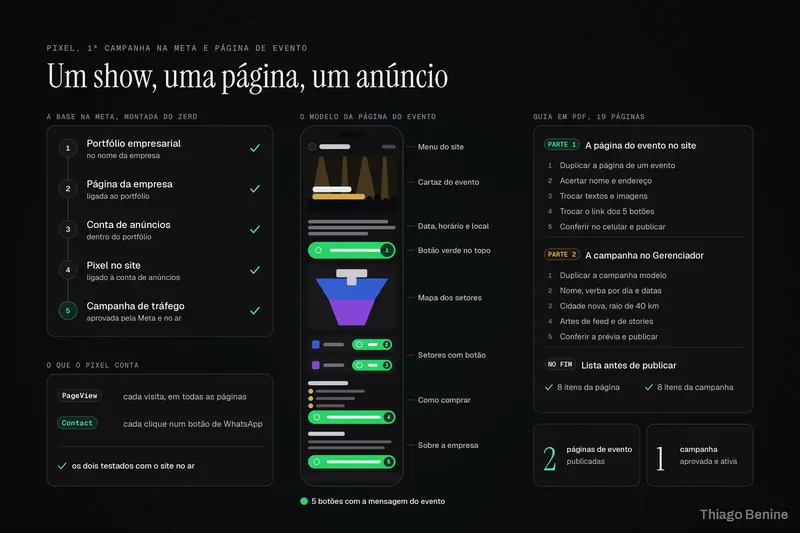 PIXEL, 1ª CAMPANHA NA META E PÁGINA DE EVENTO
Um show, uma página, um anúncio
A BASE NA META, MONTADA DO ZERO
1
Portfólio empresarial
no nome da empresa
2
Página da empresa
ligada ao portfólio
3
Conta de anúncios
dentro do portfólio
4
Pixel no site
ligado à conta de anúncios
5
Campanha de tráfego
aprovada pela Meta e no ar
O QUE O PIXEL CONTA
PageView cada visita, em todas as páginas
Contact cada clique num botão de WhatsApp
os dois testados com o site no ar
O MODELO DA PÁGINA DO EVENTO
Menu do site
Cartaz do evento
Data, horário e local
1 Botão verde no topo
Mapa dos setores
2
Setores com botão
3
Como comprar
4
Sobre a empresa
5
5 botões com a mensagem do evento
GUIA EM PDF, 19 PÁGINAS
PARTE 1 A página do evento no site
1 Duplicar a página de um evento
2 Acertar nome e endereço
3 Trocar textos e imagens
4 Trocar o link dos 5 botões
5 Conferir no celular e publicar
PARTE 2 A campanha no Gerenciador
1 Duplicar a campanha modelo
2 Nome, verba por dia e datas
3 Cidade nova, raio de 40 km
4 Artes de feed e de stories
5 Conferir a prévia e publicar
NO FIM Lista antes de publicar
8 itens da página 8 itens da campanha
2 páginas de evento
publicadas
1 campanha
aprovada e ativa
Thiago Benine